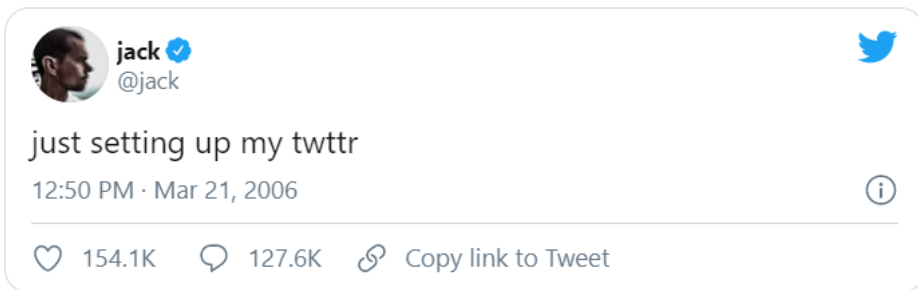 jack
@jack
just setting up my twttr
12:50 PM · Mar 21, 2006
154.1K 127.6K Copy link to Tweet